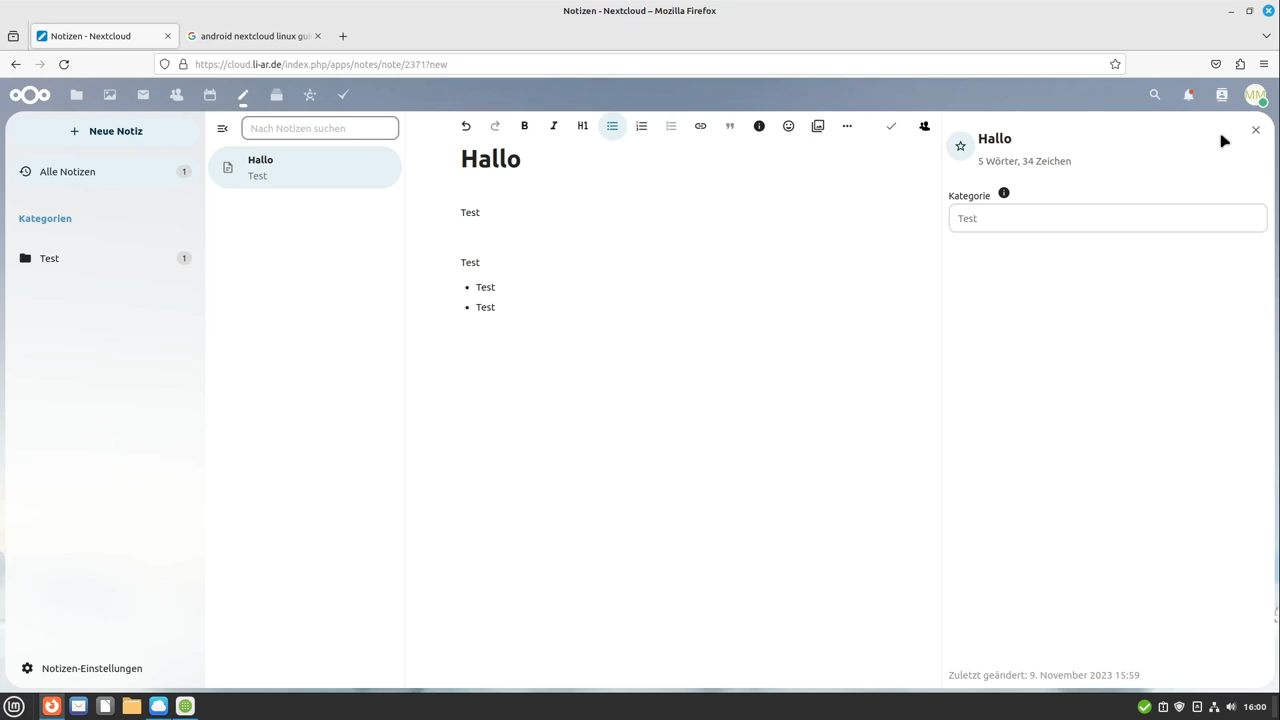 Notizen - Nextcloud – Mozilla Firefox
Notizen - Nextcloud
android nextcloud linux gui
https://cloud.li-ar.de/index.php/apps/notes/note/2371?new
MM
Neue Notiz
Alle Notizen 1
Kategorien
Test 1
Notizen-Einstellungen
Nach Notizen suchen
Hallo
Test
B I H1
Hallo
Test
Test
• Test
• Test
Hallo
5 Wörter, 34 Zeichen
Kategorie
Test
Zuletzt geändert: 9. November 2023 15:59
16:00